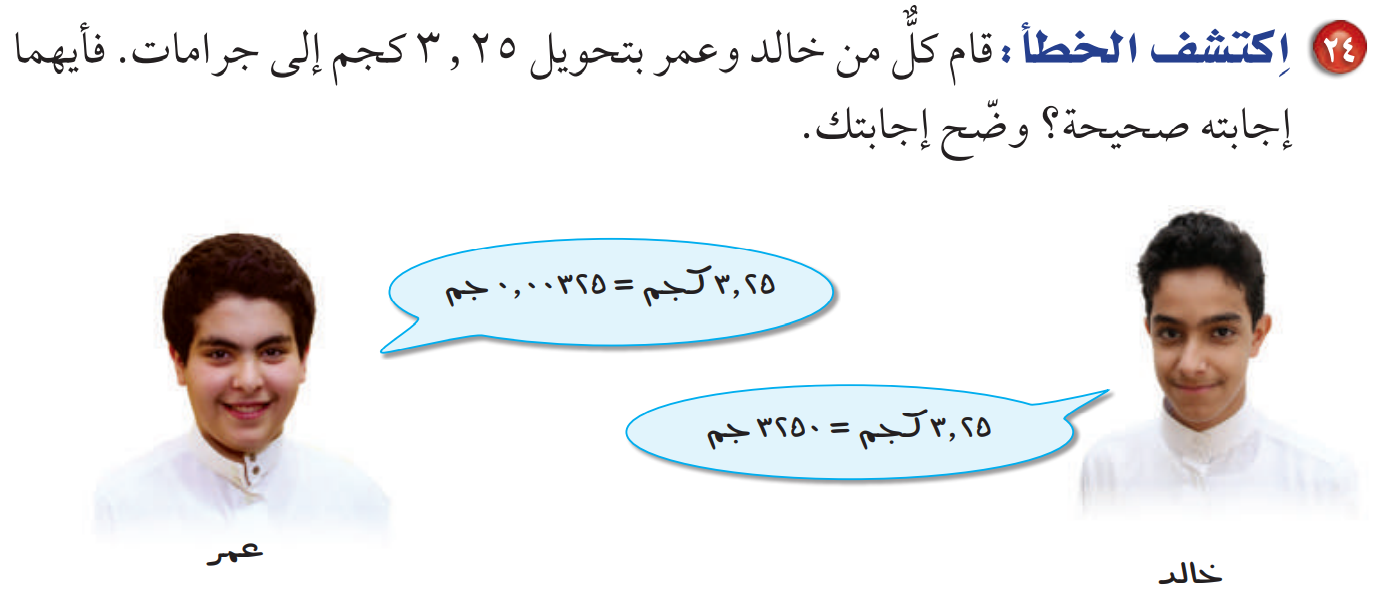 ٢٤ اِكتشف الخطأ: قام كلٌّ من خالد وعمر بتحويل ٣,٢٥ كجم إلى جرامات. فأيهما
إجابته صحيحة؟ وضّح إجابتك.
٣,٢٥ كجم = ٠,٠٠٣٢٥ جم
٣,٢٥ كجم = ٣٢٥٠ جم
عمر
خالد